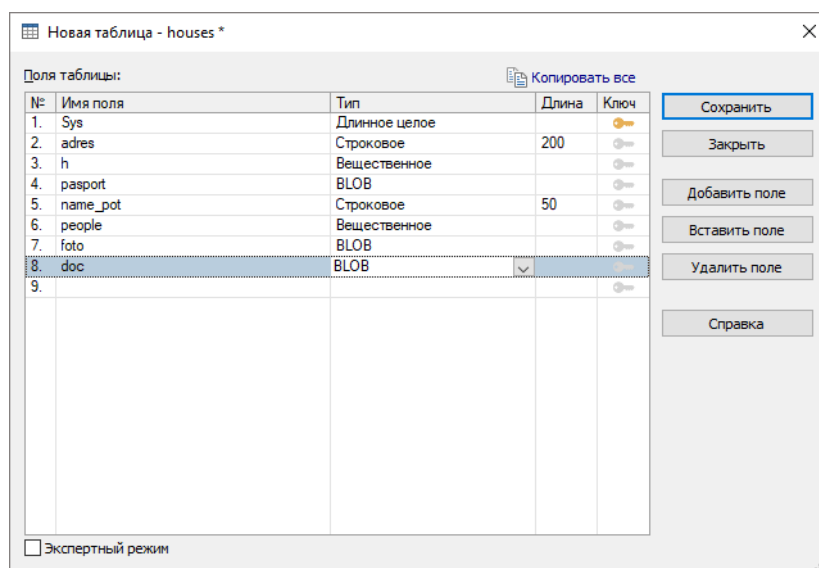 Новая таблица - houses *
Поля таблицы:
Копировать все
№ Имя поля Тип Длина Ключ
1. Sys Длинное целое
2. adres Строковое 200
3. h Вещественное
4. pasport BLOB
5. name_pot Строковое 50
6. people Вещественное
7. foto BLOB
8. doc BLOB
9.
Сохранить
Закрыть
Добавить поле
Вставить поле
Удалить поле
Справка
Экспертный режим